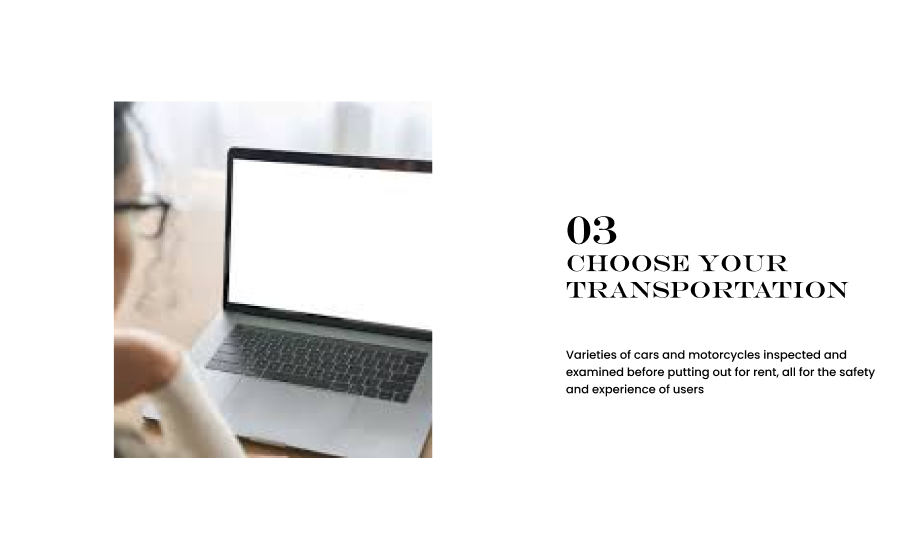 03
CHOOSE YOUR
TRANSPORTATION
Varieties of cars and motorcycles inspected and
examined before putting out for rent, all for the safety
and experience of users